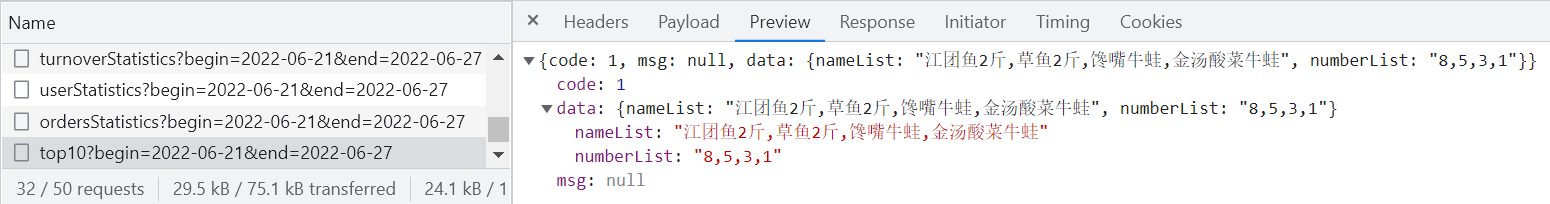 Name
turnoverStatistics?begin=2022-06-21&end=2022-06-27
userStatistics?begin=2022-06-21&end=2022-06-27
ordersStatistics?begin=2022-06-21&end=2022-06-27
top10?begin=2022-06-21&end=2022-06-27
32 / 50 requests 29.5 kB / 75.1 kB transferred 24.1 kB / 1
× Headers Payload Preview Response Initiator Timing Cookies
▼{code: 1, msg: null, data: {nameList: "江团鱼2斤,草鱼2斤,馋嘴牛蛙,金汤酸菜牛蛙", numberList: "8,5,3,1"}}
code: 1
▼data: {nameList: "江团鱼2斤,草鱼2斤,馋嘴牛蛙,金汤酸菜牛蛙", numberList: "8,5,3,1"}
nameList: "江团鱼2斤,草鱼2斤,馋嘴牛蛙,金汤酸菜牛蛙"
numberList: "8,5,3,1"
msg: null